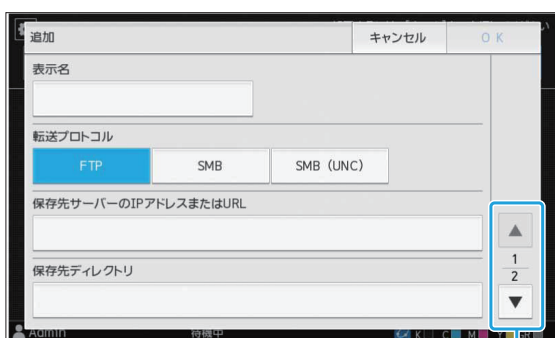 追加
キャンセル
O K
表示名
転送プロトコル
FTP
SMB
SMB (UNC)
保存先サーバーのIPアドレスまたはURL
1
2
保存先ディレクトリ
Admin
待機中
K
C
M
Y
GR